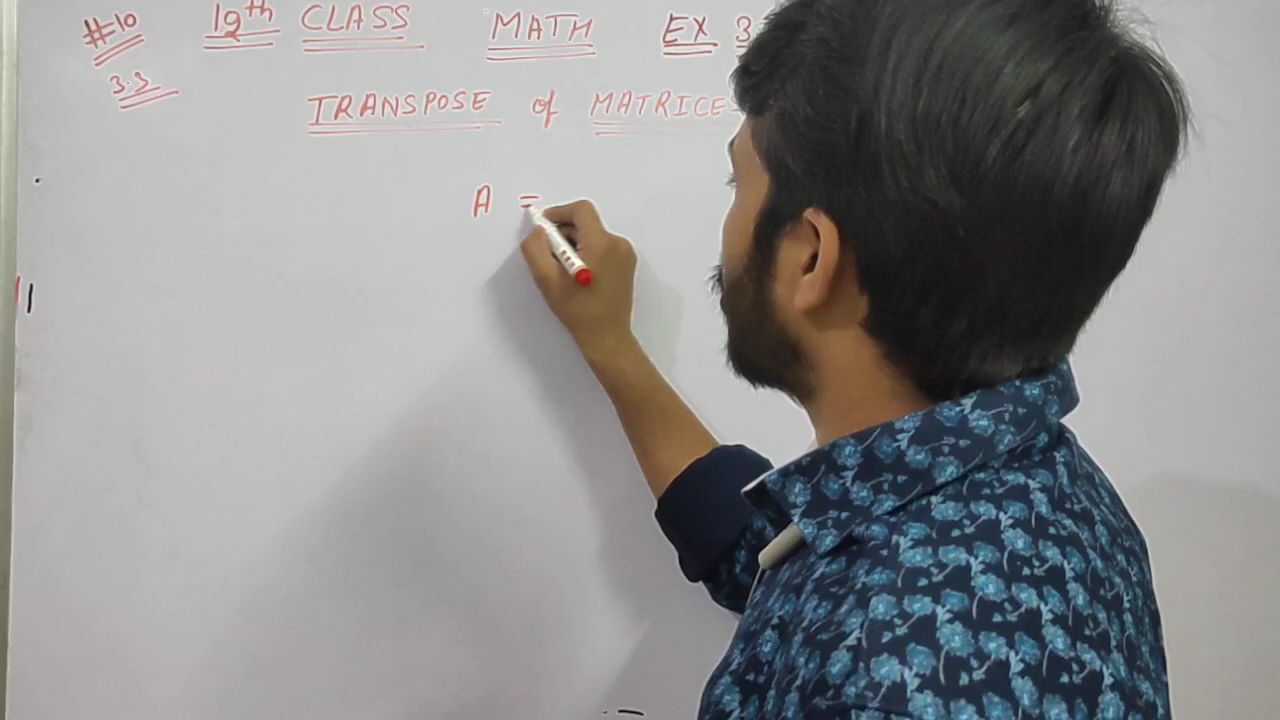 #10 12th CLASS MATH EX 3
3.3
TRANSPOSE of MATRICE
A =